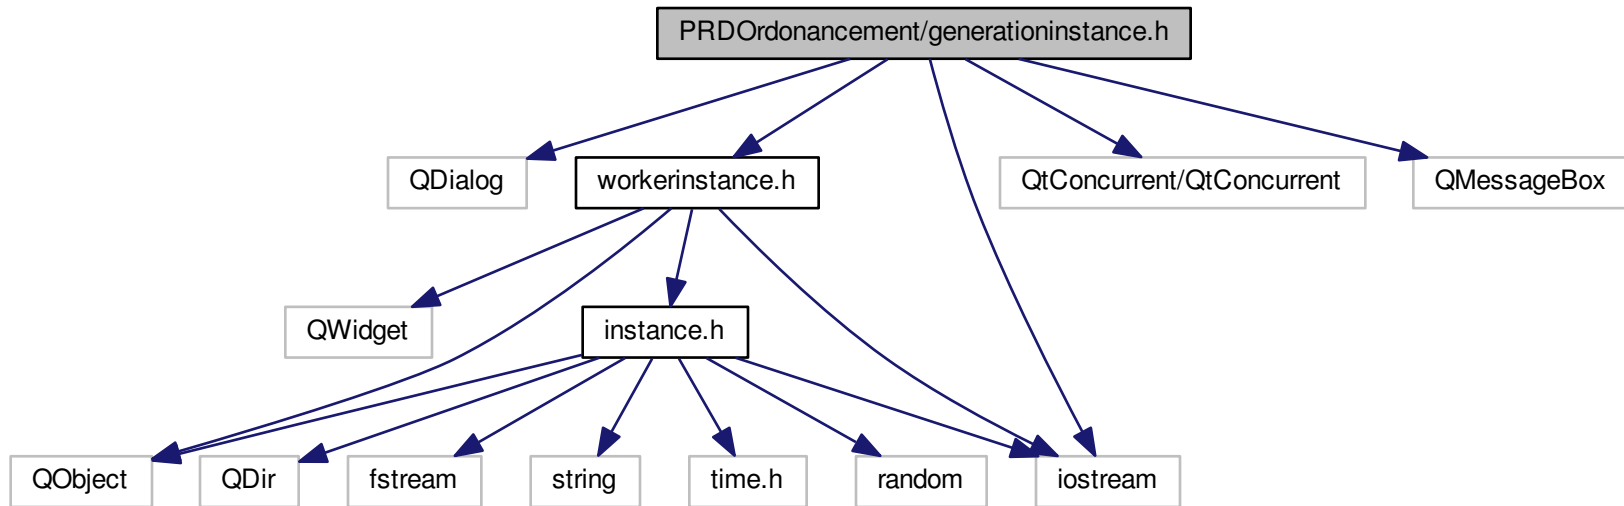 PRDOrdonancement/generationinstance.h
QDialog
workerinstance.h
QtConcurrent/QtConcurrent
QMessageBox
QWidget
instance.h
QObject
QDir
fstream
string
time.h
random
iostream